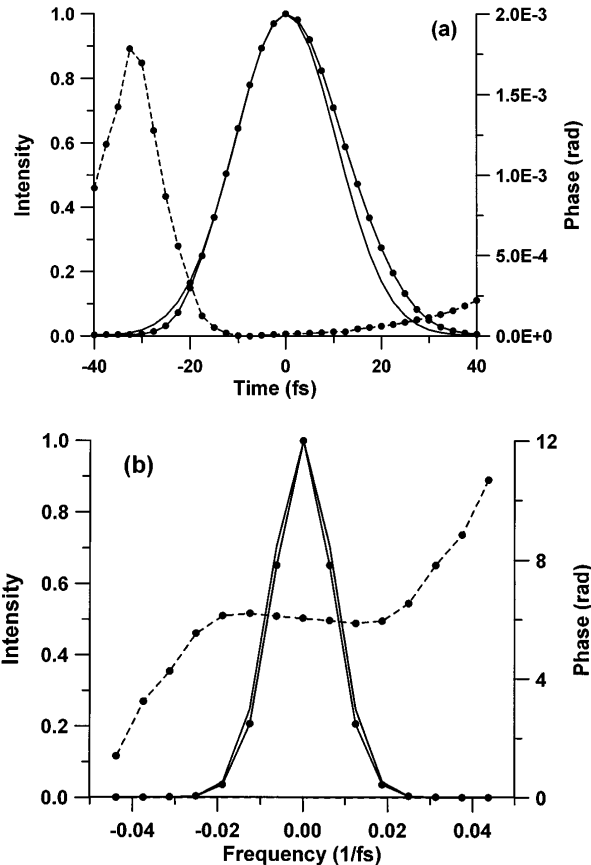 (a)
1.0
0.8
0.6
0.4
0.2
0.0
Intensity
2.0E-3
1.5E-3
1.0E-3
5.0E-4
0.0E+0
Phase (rad)
-40 -20 0 20 40
Time (fs)
(b)
1.0
0.8
0.6
0.4
0.2
0.0
Intensity
12
8
4
0
Phase (rad)
-0.04 -0.02 0.00 0.02 0.04
Frequency (1/fs)